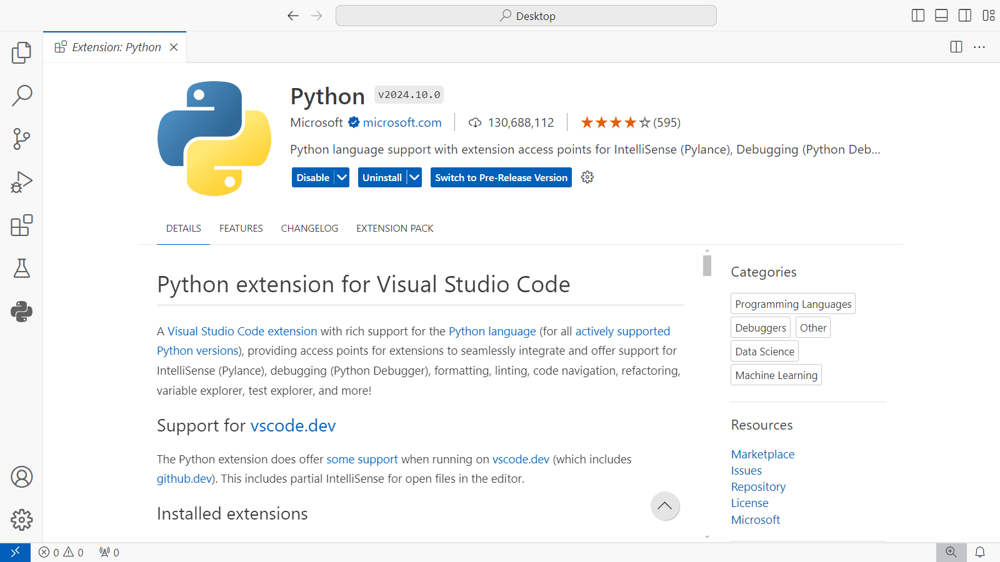 Desktop
Extension: Python
Python v2024.10.0
Microsoft microsoft.com 130,688,112 (595)
Python language support with extension access points for IntelliSense (Pylance), Debugging (Python Deb...
Disable Uninstall Switch to Pre-Release Version
DETAILS FEATURES CHANGELOG EXTENSION PACK
Python extension for Visual Studio Code
A Visual Studio Code extension with rich support for the Python language (for all actively supported
Python versions), providing access points for extensions to seamlessly integrate and offer support for
IntelliSense (Pylance), debugging (Python Debugger), formatting, linting, code navigation, refactoring,
variable explorer, test explorer, and more!
Support for vscode.dev
The Python extension does offer some support when running on vscode.dev (which includes
github.dev). This includes partial IntelliSense for open files in the editor.
Installed extensions
Categories
Programming Languages
Debuggers Other
Data Science
Machine Learning
Resources
Marketplace
Issues
Repository
License
Microsoft
0 0 0